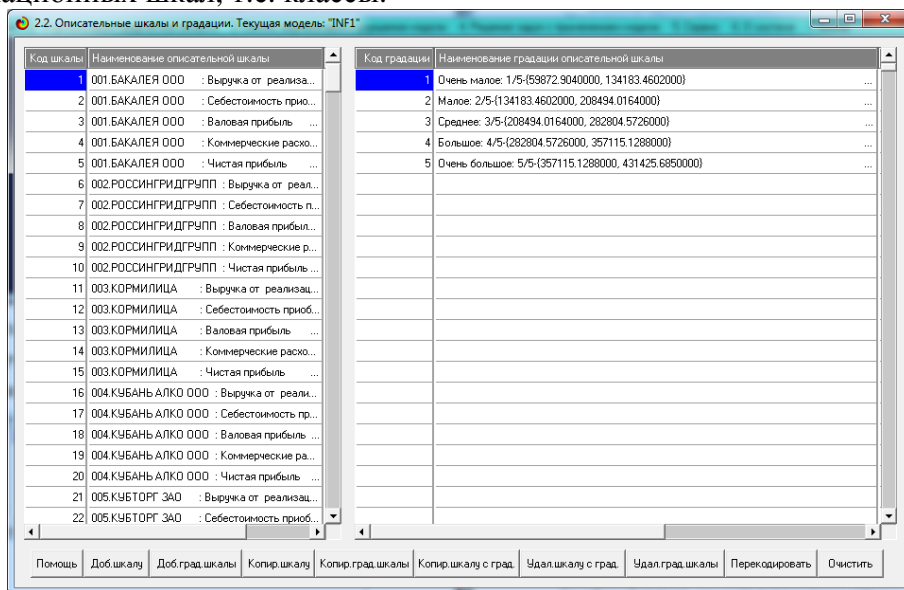 ационных шкал, т.е. классы.
2.2. Описательные шкалы и градации. Текущая модель: "INF1"
Код шкалы Наименование описательной шкалы
1 001.БАКАЛЕЯ ООО : Выручка от реализа...
2 001.БАКАЛЕЯ ООО : Себестоимость прио...
3 001.БАКАЛЕЯ ООО : Валовая прибыль ...
4 001.БАКАЛЕЯ ООО : Коммерческие расхо...
5 001.БАКАЛЕЯ ООО : Чистая прибыль ...
6 002.РОССИНГРИДГРУПП : Выручка от реал...
7 002.РОССИНГРИДГРУПП : Себестоимость п...
8 002.РОССИНГРИДГРУПП : Валовая прибыл...
9 002.РОССИНГРИДГРУПП : Коммерческие р...
10 002.РОССИНГРИДГРУПП : Чистая прибыль ...
11 003.КОРМИЛИЦА : Выручка от реализац...
12 003.КОРМИЛИЦА : Себестоимость приоб...
13 003.КОРМИЛИЦА : Валовая прибыль ...
14 003.КОРМИЛИЦА : Коммерческие расхо...
15 003.КОРМИЛИЦА : Чистая прибыль ...
16 004.КУБАНЬ АЛКО ООО : Выручка от реали...
17 004.КУБАНЬ АЛКО ООО : Себестоимость пр...
18 004.КУБАНЬ АЛКО ООО : Валовая прибыль ...
19 004.КУБАНЬ АЛКО ООО : Коммерческие ра...
20 004.КУБАНЬ АЛКО ООО : Чистая прибыль ...
21 005.КУБТОРГ ЗАО : Выручка от реализац...
22 005.КУБТОРГ ЗАО : Себестоимость приоб...
Код градации Наименование градации описательной шкалы
1 Очень малое: 1/5-{59872.9040000, 134183.4602000} ...
2 Малое: 2/5-{134183.4602000, 208494.0164000} ...
3 Среднее: 3/5-{208494.0164000, 282804.5726000} ...
4 Большое: 4/5-{282804.5726000, 357115.1288000} ...
5 Очень большое: 5/5-{357115.1288000, 431425.6850000} ...
Помощь Доб.шкалу Доб.град.шкалы Копир.шкалу Копир.град.шкалы Копир.шкалу с град. Удал.шкалу с град. Удал.град.шкалы Перекодировать Очистить